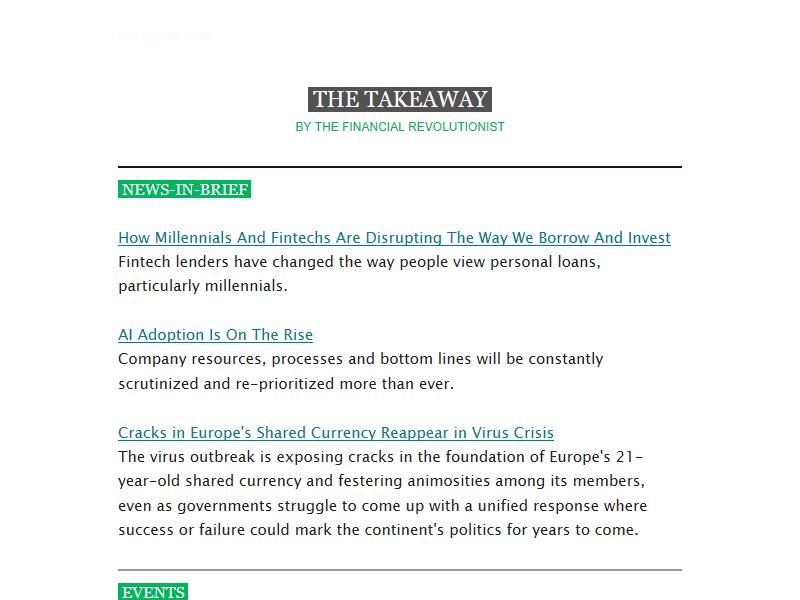 THE TAKEAWAY
BY THE FINANCIAL REVOLUTIONIST
NEWS-IN-BRIEF
How Millennials And Fintechs Are Disrupting The Way We Borrow And Invest
Fintech lenders have changed the way people view personal loans,
particularly millennials.
AI Adoption Is On The Rise
Company resources, processes and bottom lines will be constantly
scrutinized and re-prioritized more than ever.
Cracks in Europe's Shared Currency Reappear in Virus Crisis
The virus outbreak is exposing cracks in the foundation of Europe's 21-
year-old shared currency and festering animosities among its members,
even as governments struggle to come up with a unified response where
success or failure could mark the continent's politics for years to come.
EVENTS